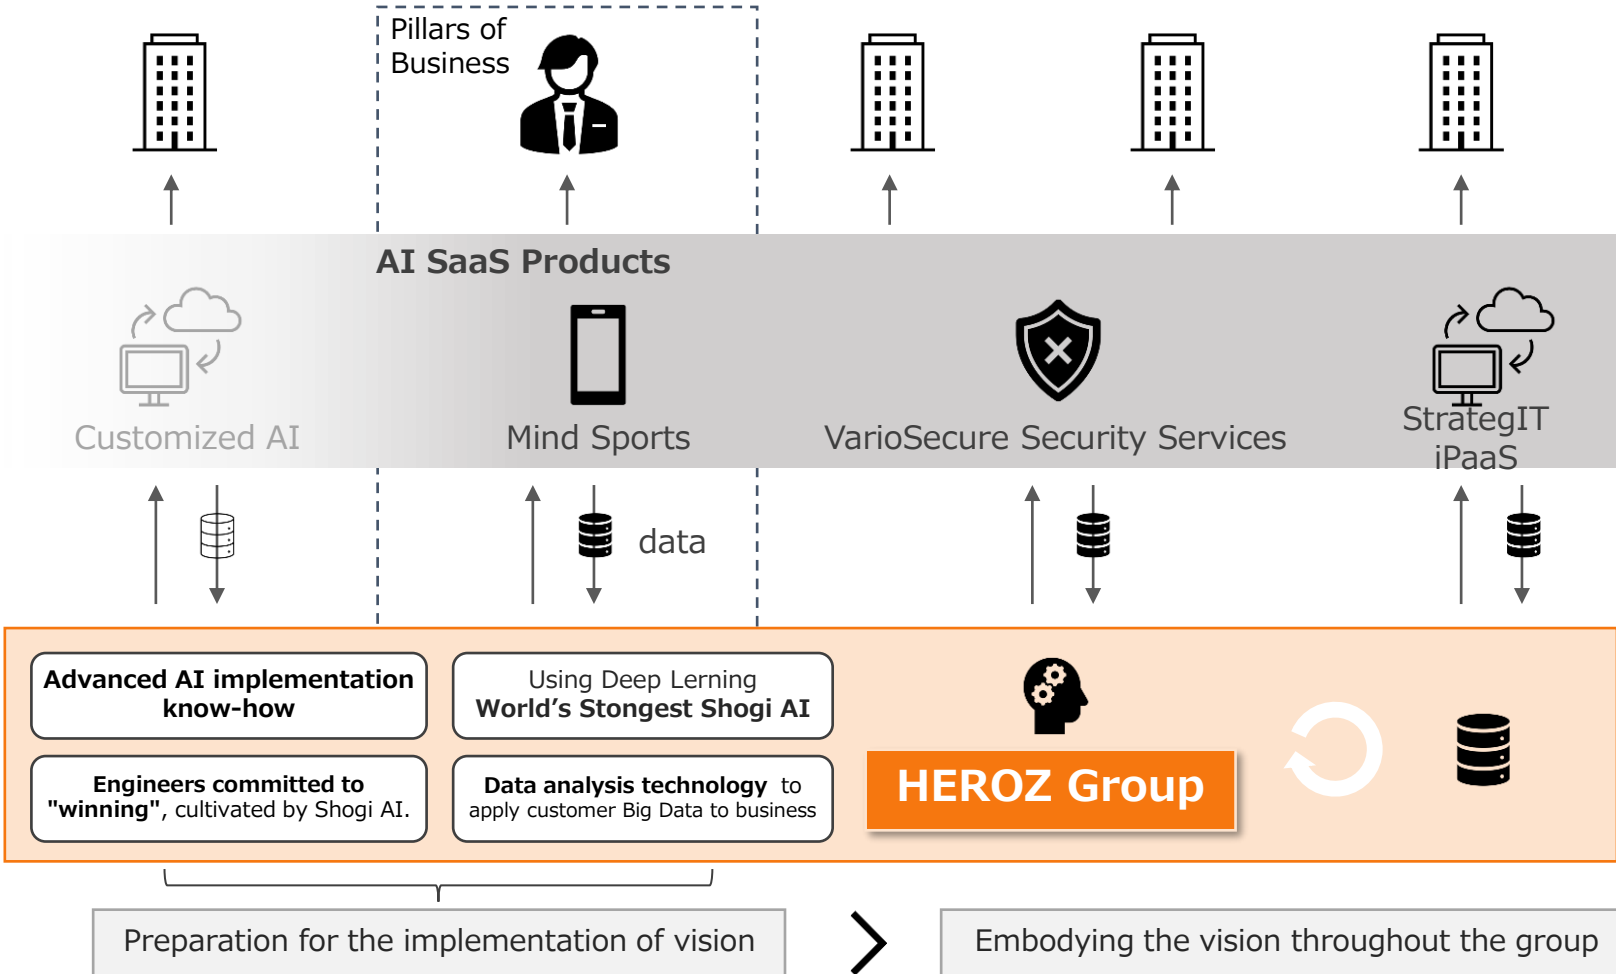 Pillars of
Business
AI SaaS Products
Customized AI
Mind Sports
VarioSecure Security Services
StrategIT
iPaaS
data
Advanced AI implementation
know-how
Using Deep Lerning
World's Stongest Shogi AI
Engineers committed to
"winning", cultivated by Shogi AI.
Data analysis technology to
apply customer Big Data to business
HEROZ Group
Preparation for the implementation of vision
Embodying the vision throughout the group